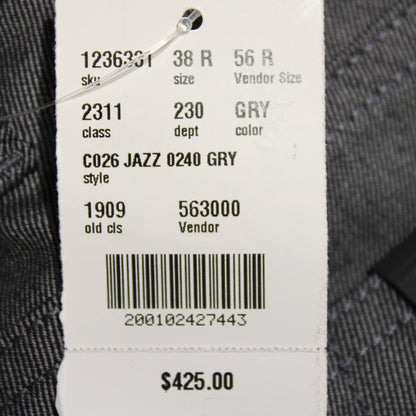 1236331 38 R 56 R
sku size Vendor Size
2311 230 GRY
class dept color
C026 JAZZ 0240 GRY
style
1909 563000
old cls Vendor
200102427443
$425.00